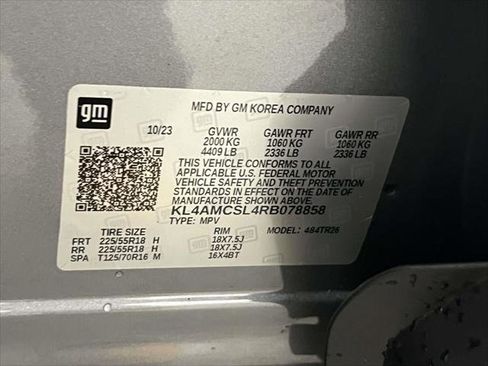 gm
MFD BY GM KOREA COMPANY
10/23 GVWR GAWR FRT GAWR RR
2000 KG 1060 KG 1060 KG
4409 LB 2336 LB 2336 LB
THIS VEHICLE CONFORMS TO ALL
APPLICABLE U.S. FEDERAL MOTOR
VEHICLE SAFETY AND THEFT PREVENTION
STANDARDS IN EFFECT ON THE DATE OF
MANUFACTURE SHOWN ABOVE.
KL4AMCSL4RB078858
TYPE: MPV MODEL: 484TR26
TIRE SIZE RIM
FRT 225/55R18 H 18X7.5J
RR 225/55R18 H 18X7.5J
SPA T125/70R16 M 16X4BT